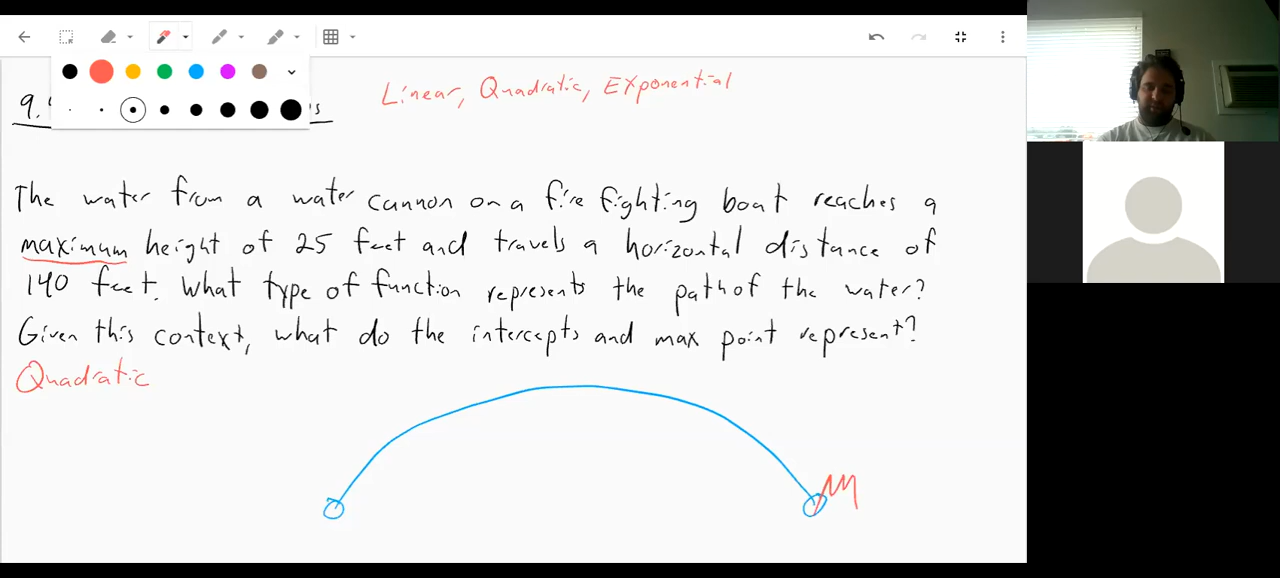 Linear, Quadratic, Exponential
9.
The water from a water cannon on a fire fighting boat reaches a
maximum height of 25 feet and travels a horizontal distance of
140 feet. What type of function represents the path of the water?
Given this context, what do the intercepts and max point represent?
Quadratic